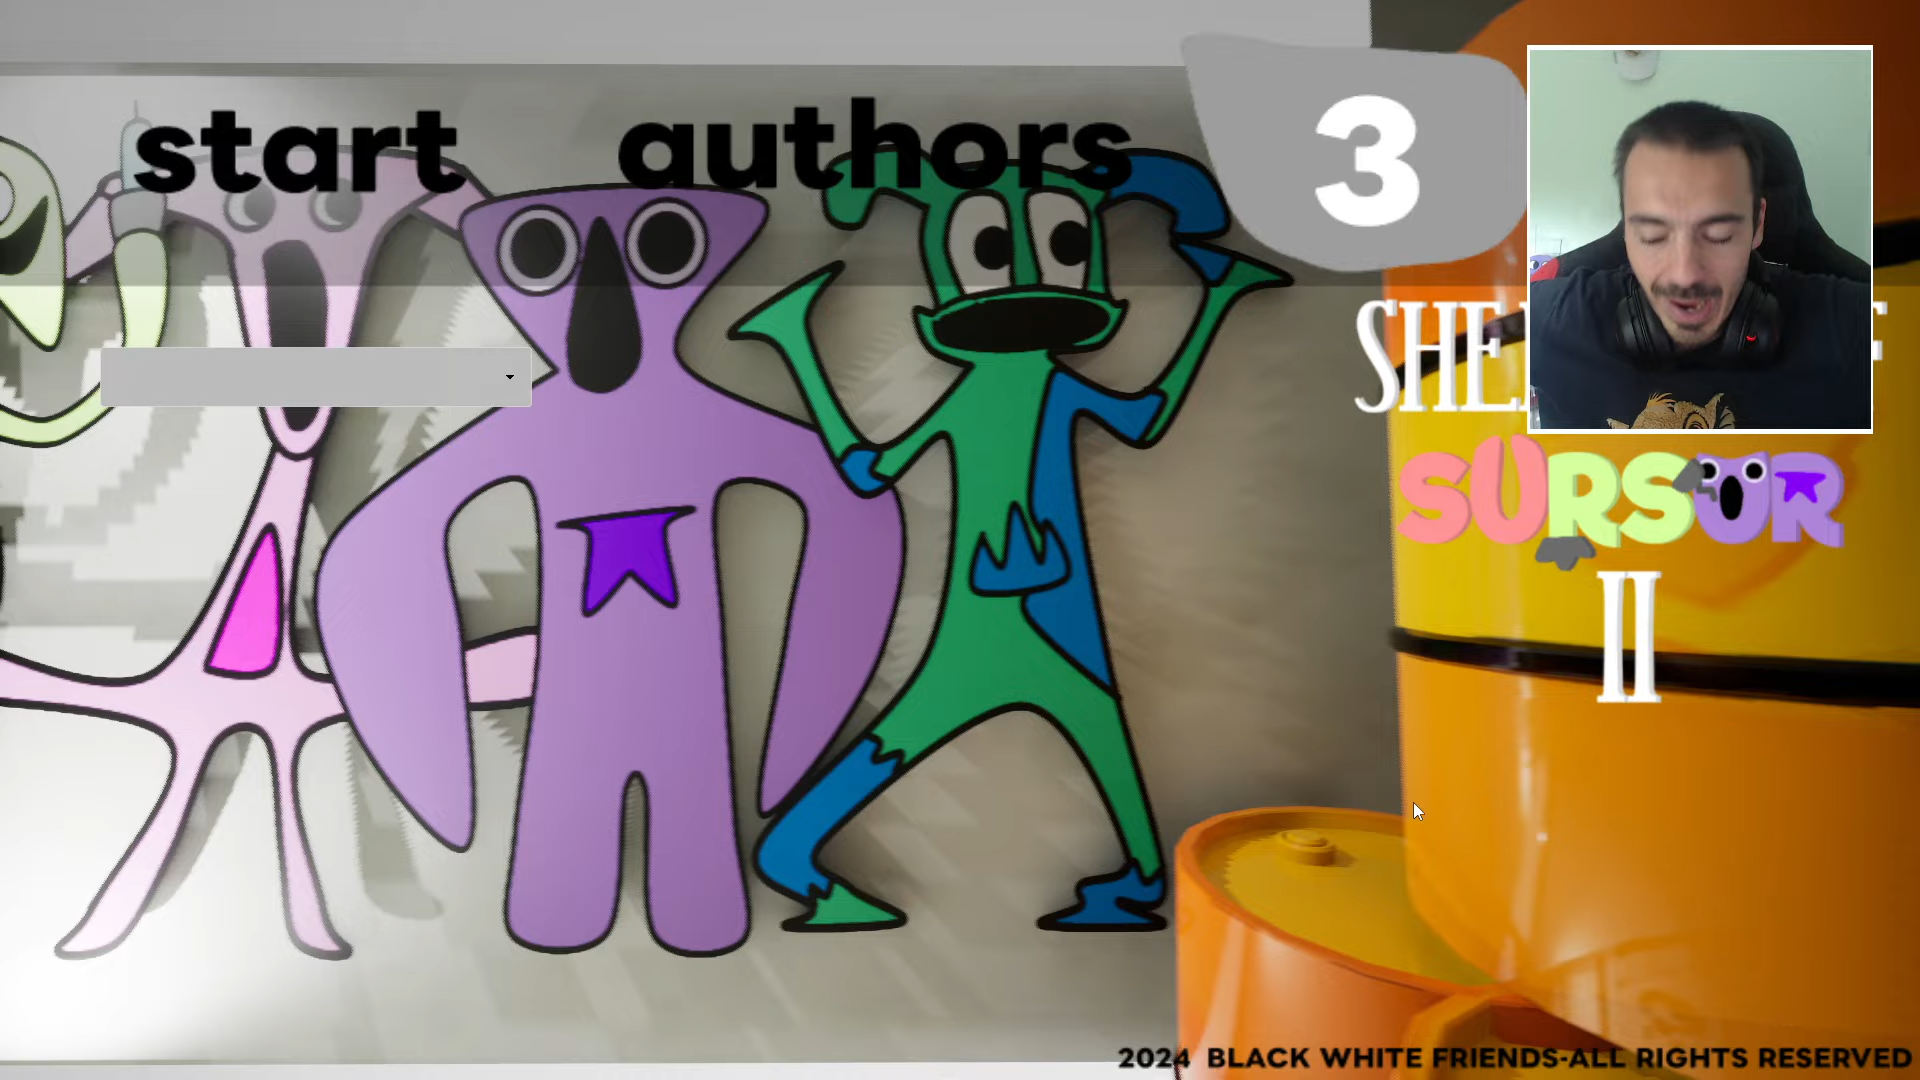 start authors
3
SURSUR
II
2024 BLACK WHITE FRIENDS-ALL RIGHTS RESERVED